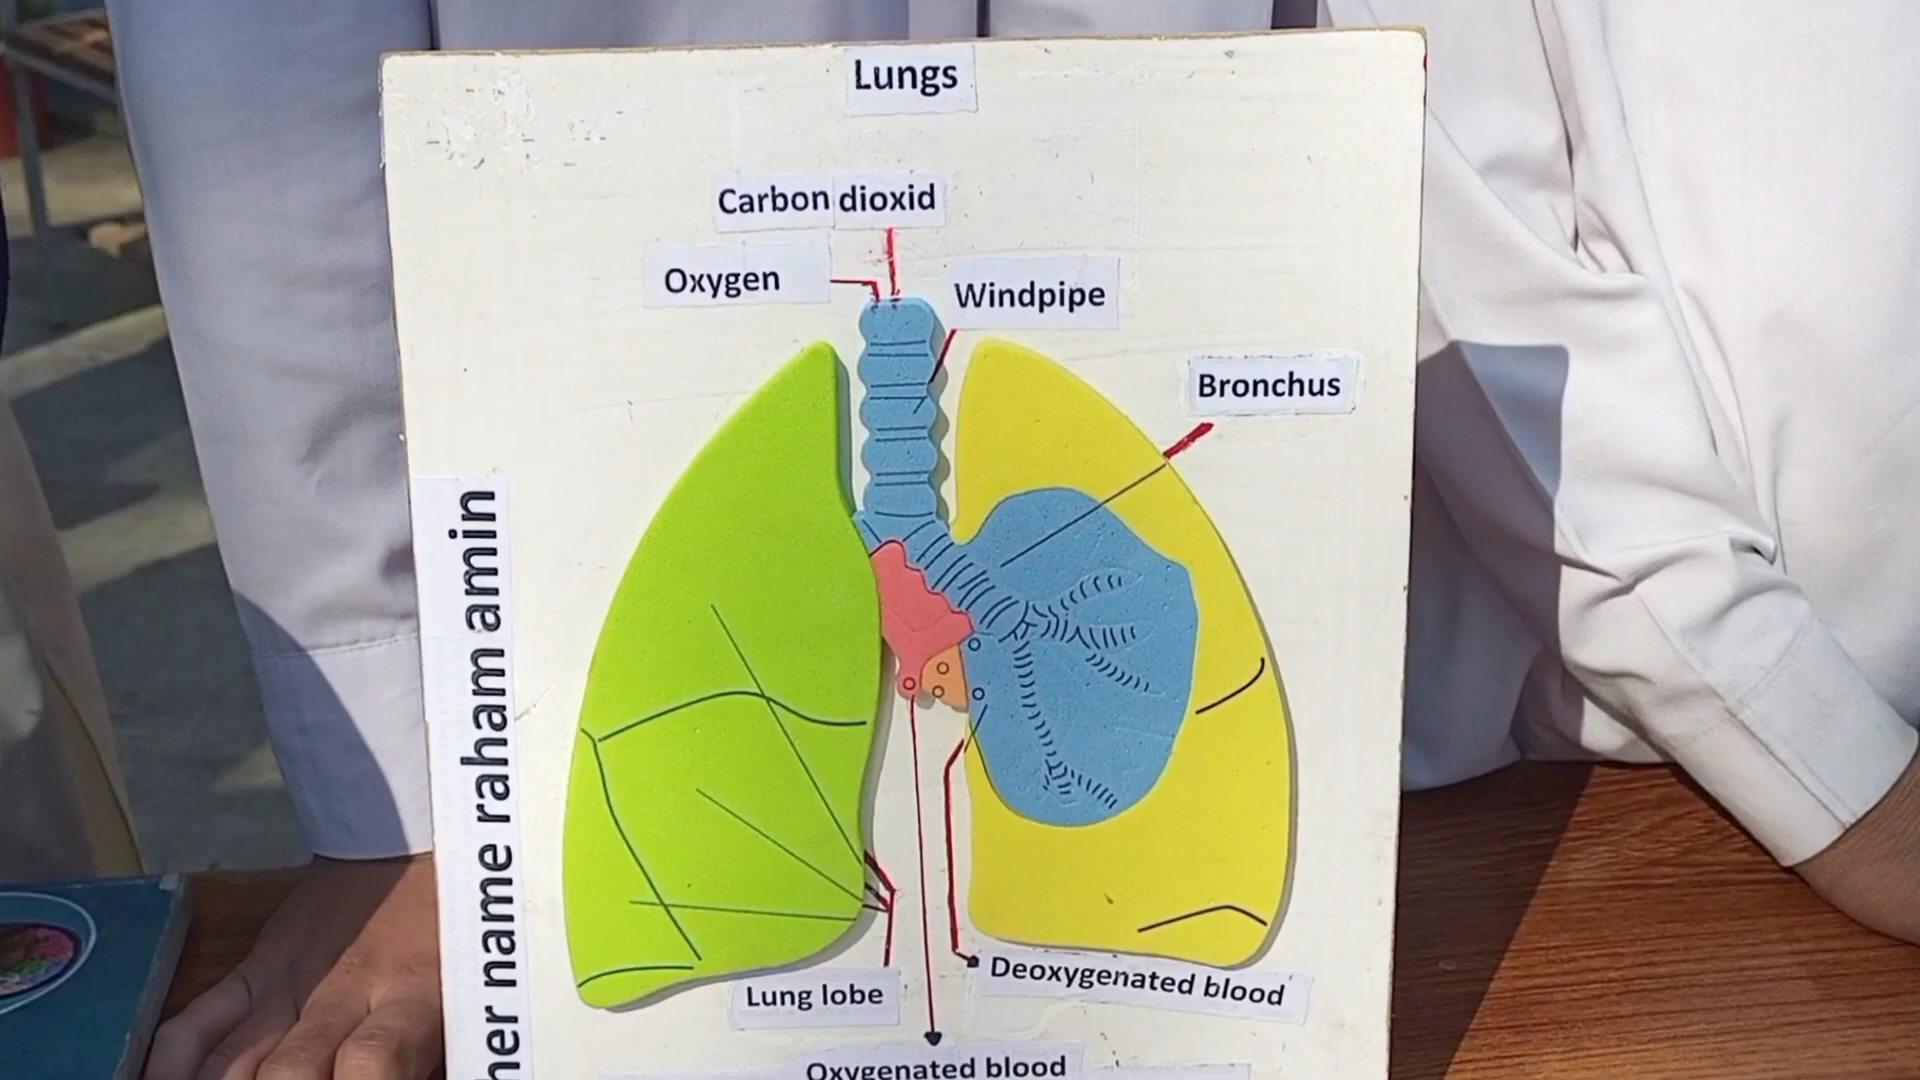 Lungs
Carbon dioxid
Oxygen
Windpipe
Bronchus
her name raham amin
Deoxygenated blood
Lung lobe
Oxygenated blood